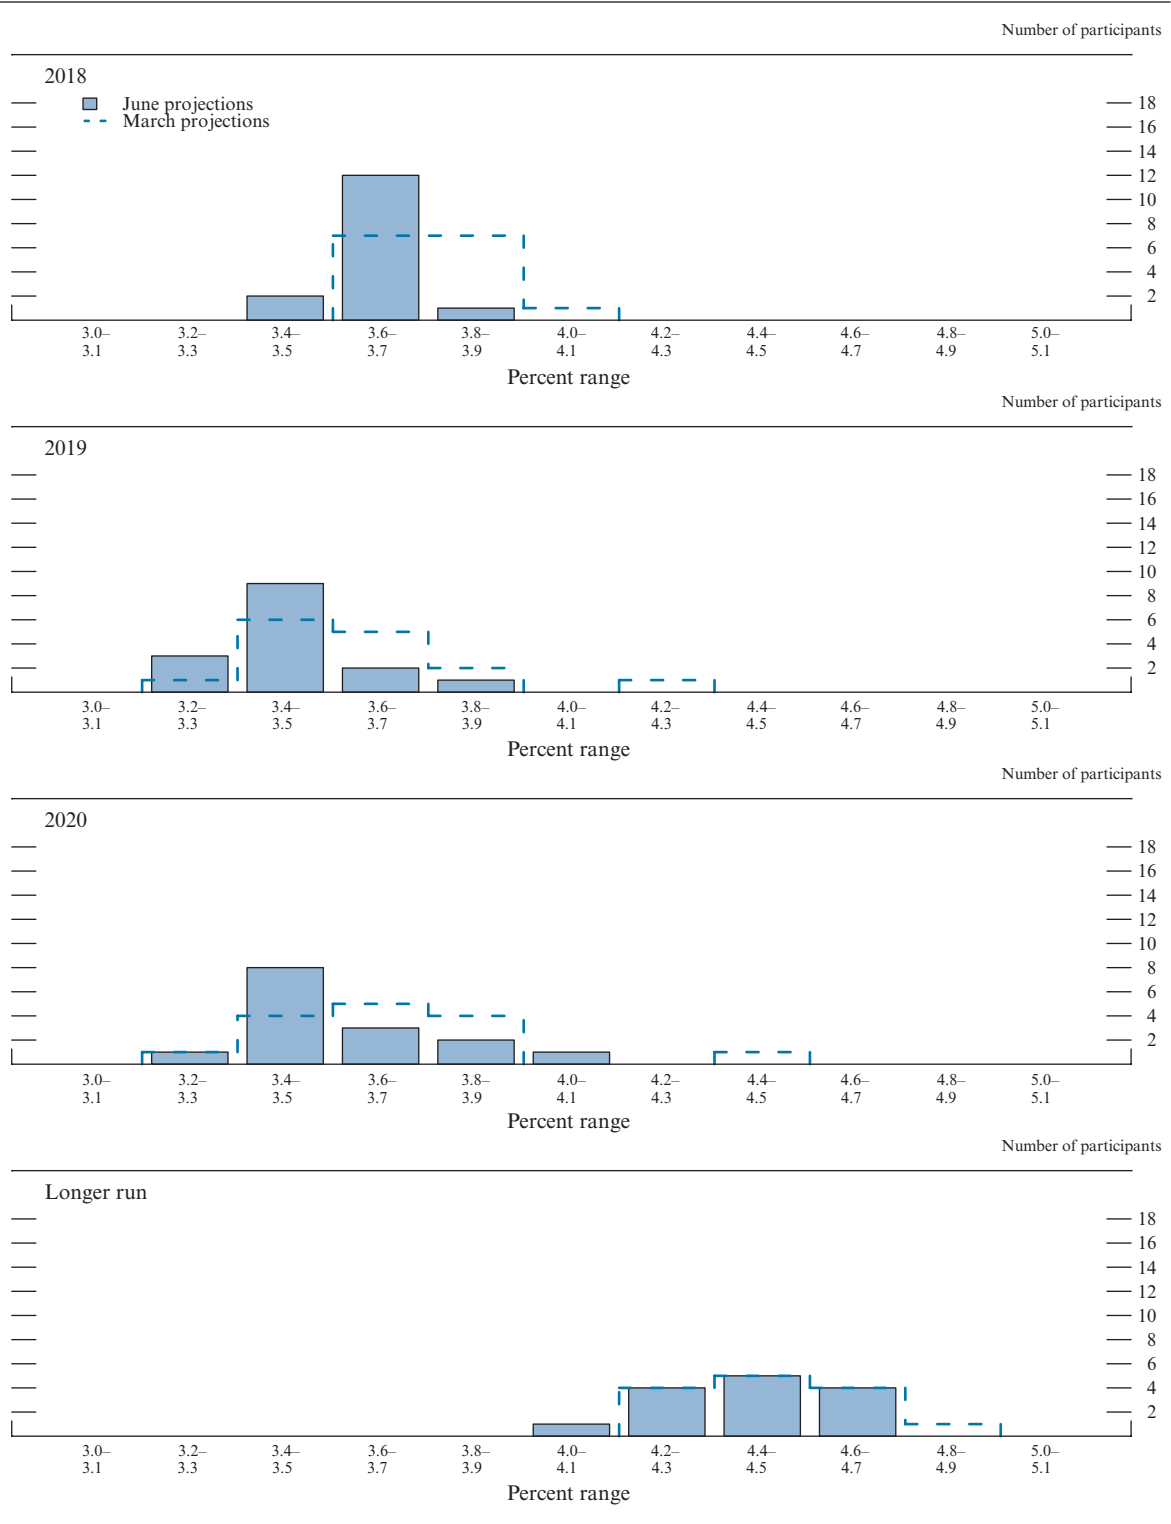 Number of participants
2018
June projections
March projections
18
16
14
12
10
8
6
4
2
3.0– 3.2– 3.4– 3.6– 3.8– 4.0– 4.2– 4.4– 4.6– 4.8– 5.0–
3.1 3.3 3.5 3.7 3.9 4.1 4.3 4.5 4.7 4.9 5.1
Percent range
Number of participants
2019
18
16
14
12
10
8
6
4
2
3.0– 3.2– 3.4– 3.6– 3.8– 4.0– 4.2– 4.4– 4.6– 4.8– 5.0–
3.1 3.3 3.5 3.7 3.9 4.1 4.3 4.5 4.7 4.9 5.1
Percent range
Number of participants
2020
18
16
14
12
10
8
6
4
2
3.0– 3.2– 3.4– 3.6– 3.8– 4.0– 4.2– 4.4– 4.6– 4.8– 5.0–
3.1 3.3 3.5 3.7 3.9 4.1 4.3 4.5 4.7 4.9 5.1
Percent range
Number of participants
Longer run
18
16
14
12
10
8
6
4
2
3.0– 3.2– 3.4– 3.6– 3.8– 4.0– 4.2– 4.4– 4.6– 4.8– 5.0–
3.1 3.3 3.5 3.7 3.9 4.1 4.3 4.5 4.7 4.9 5.1
Percent range